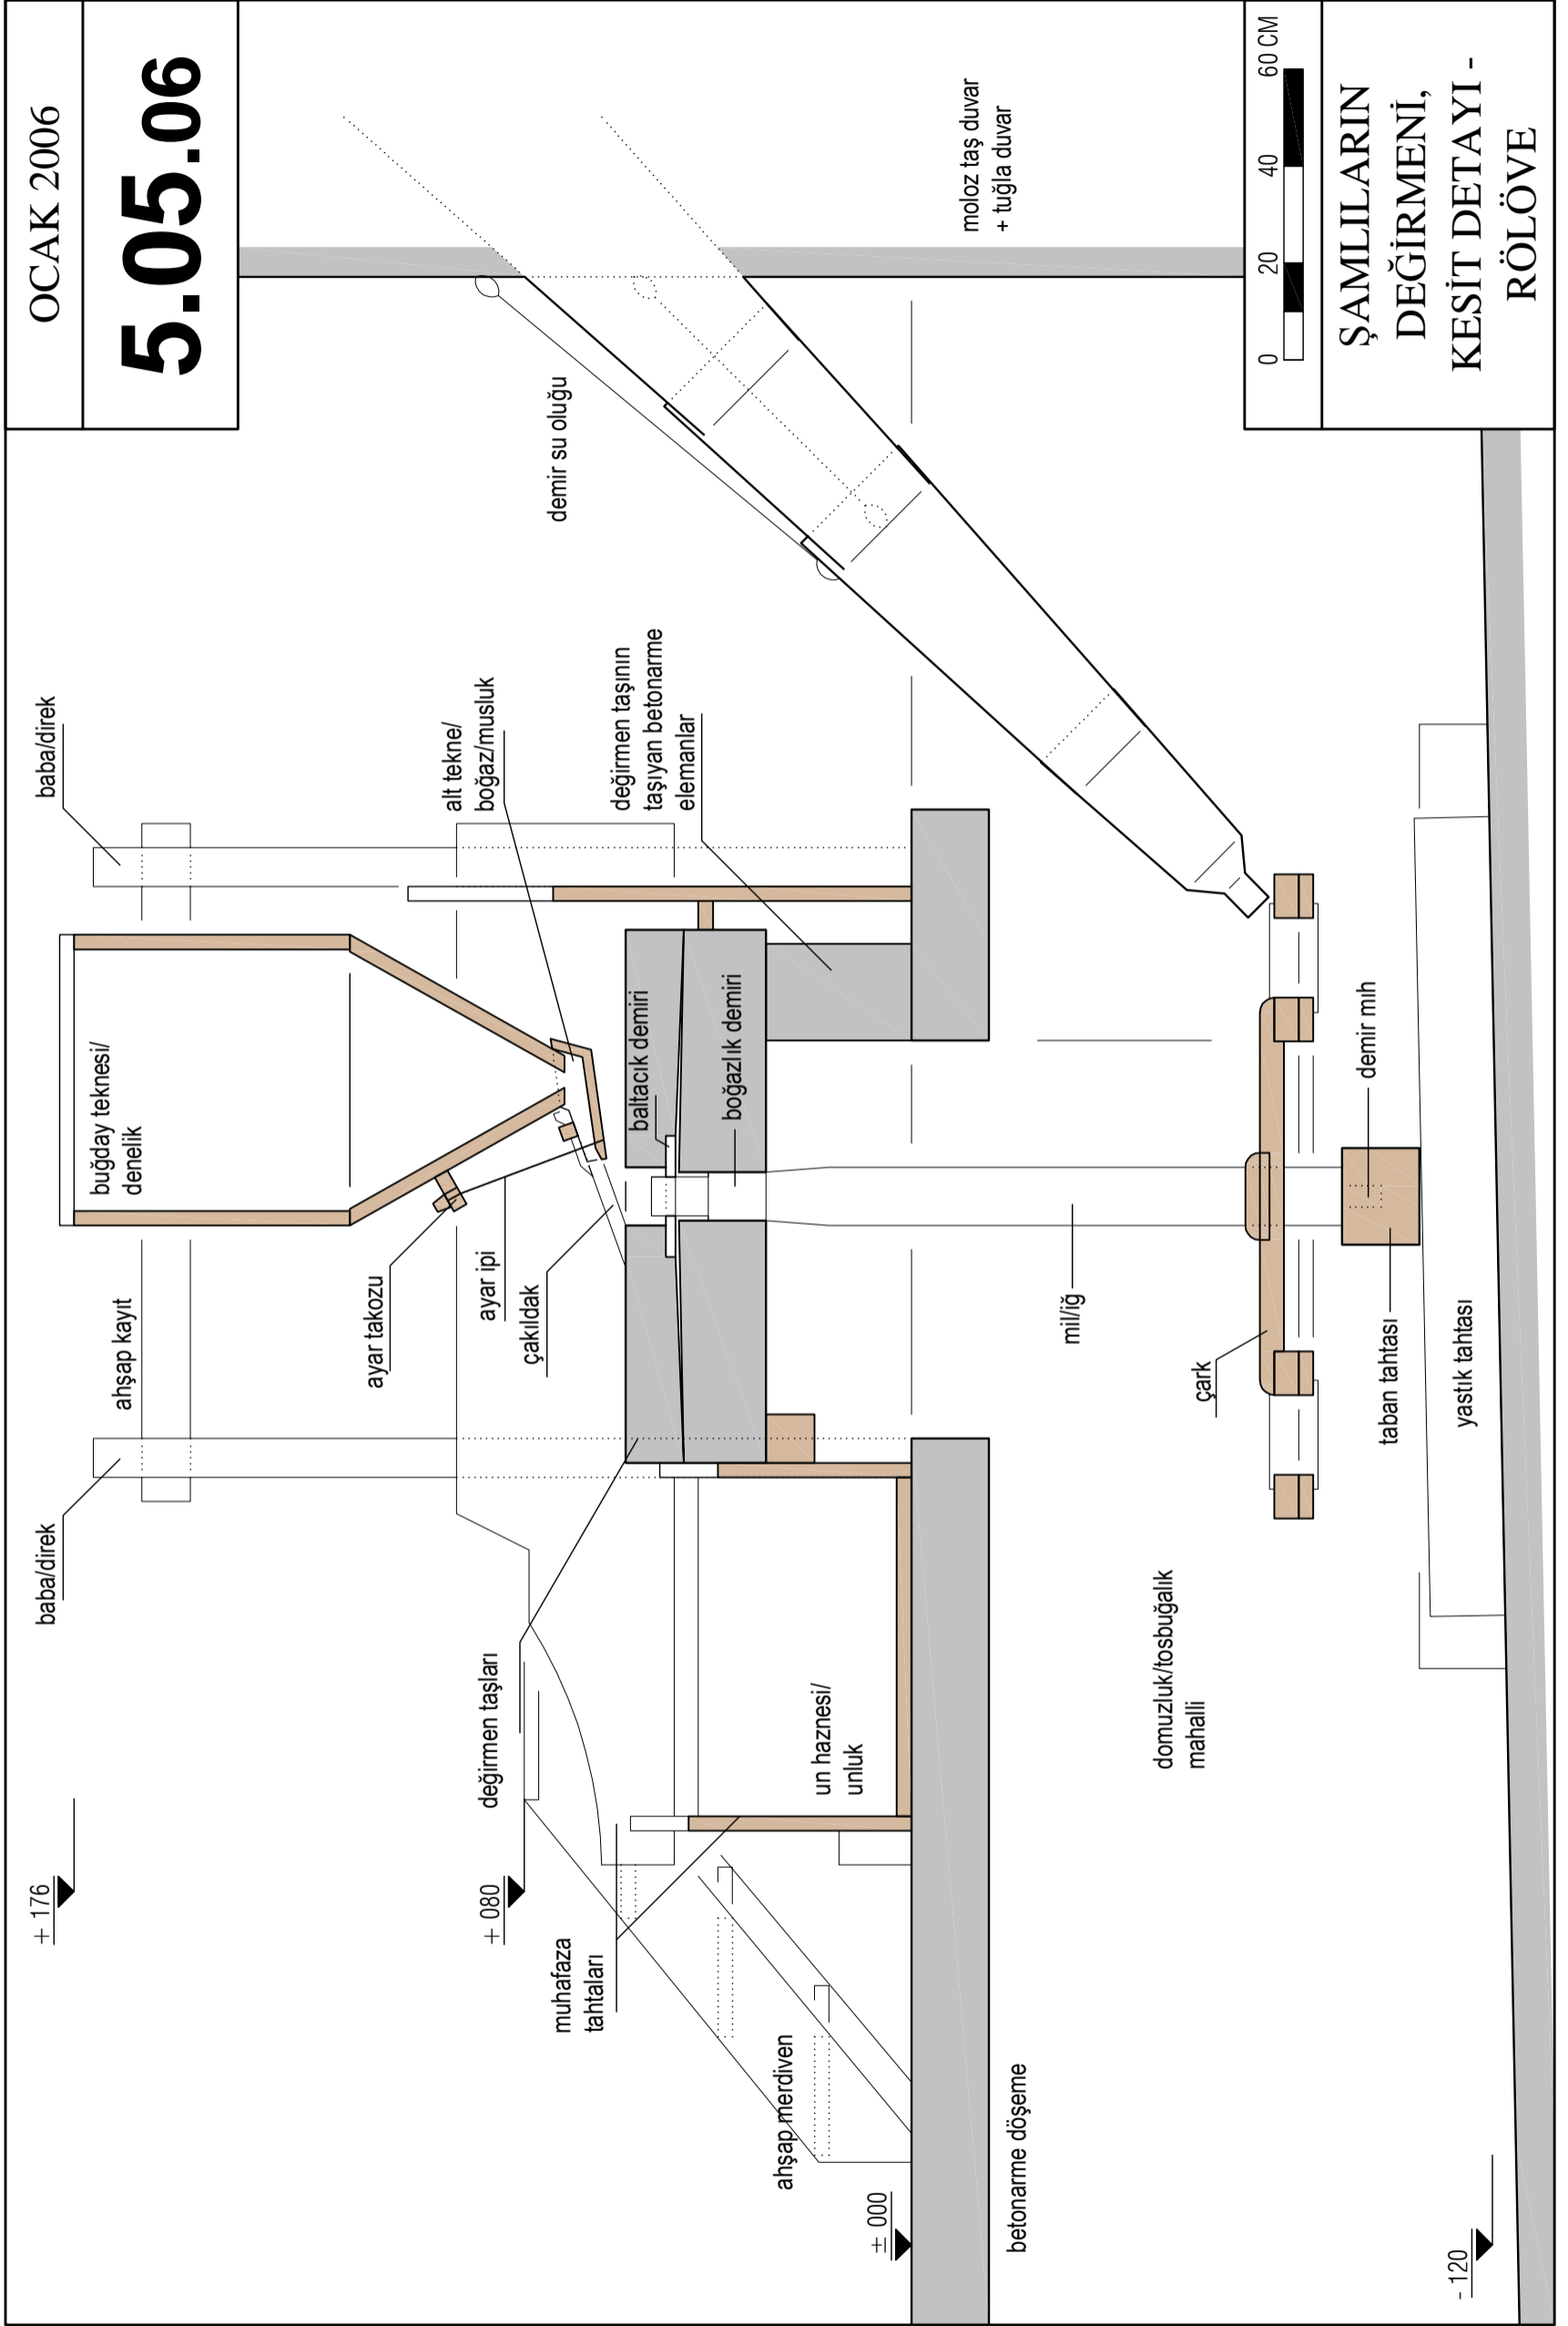 OCAK 2006
5.05.06
+ 176
baba/direk
baba/direk
ahşap kayıt
buğday teknesi/
denelik
ayar takozu
ayar ipi
çakıldak
alt tekne/
boğaz/musluk
demir su oluğu
+ 080
değirmen taşları
değirmen taşının
taşıyan betonarme
elemanlar
baltacık demiri
boğazlık demiri
muhafaza
tahtaları
un haznesi/
unluk
ahşap merdiven
± 000
betonarme döşeme
moloz taş duvar
+ tuğla duvar
mil/iğ
domuzluk/tosbuğalık
mahalli
çark
demir mıh
taban tahtası
yastık tahtası
- 120
0 20 40 60 CM
ŞAMLILARIN
DEĞİRMENİ,
KESİT DETAYI -
RÖLÖVE